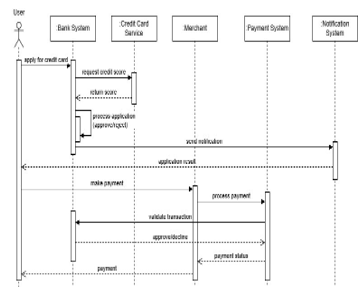 User
:Bank System
:Credit Card
Service
:Merchant
:Payment System
:Notification
System
apply for credit card
request credit score
return score
process application
(approve/reject)
send notification
application result
make payment
process payment
validate transaction
approve/decline
payment status
payment